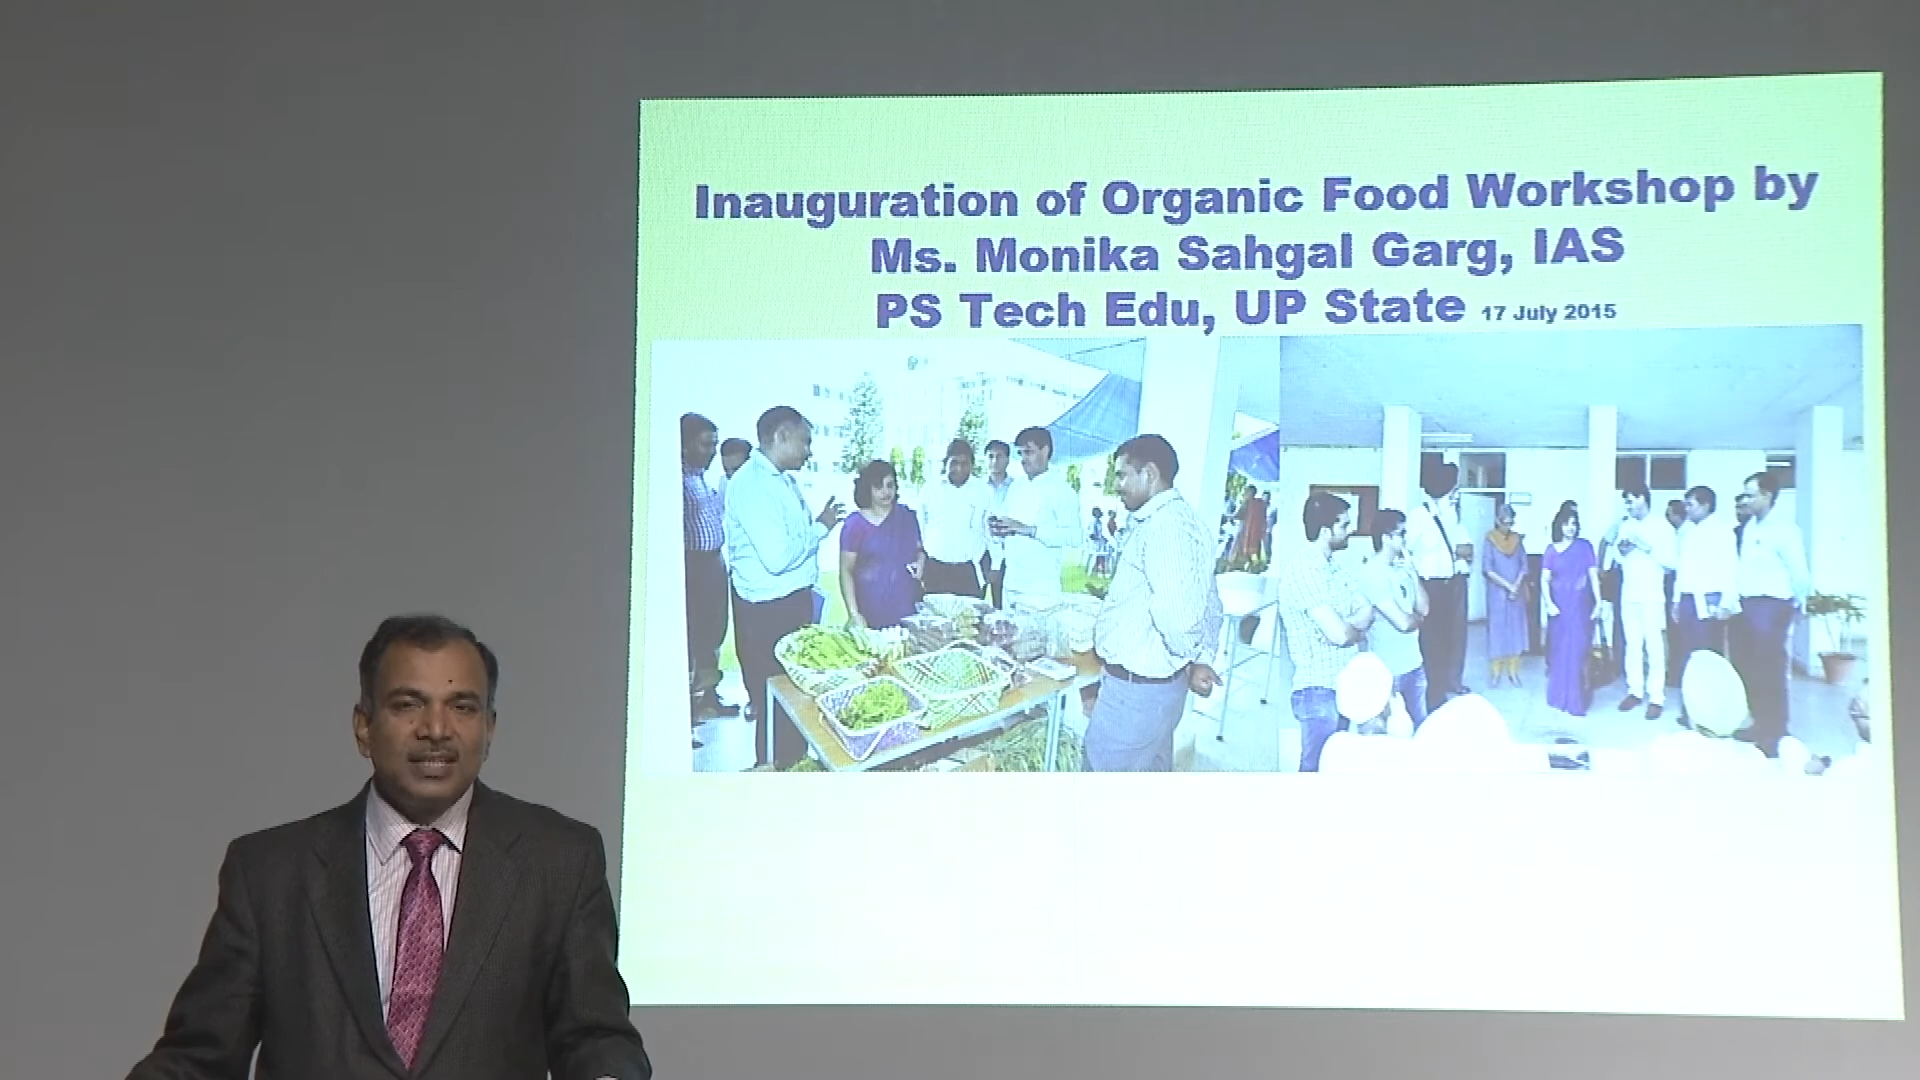 Inauguration of Organic Food Workshop by
Ms. Monika Sahgal Garg, IAS
PS Tech Edu, UP State 17 July 2015